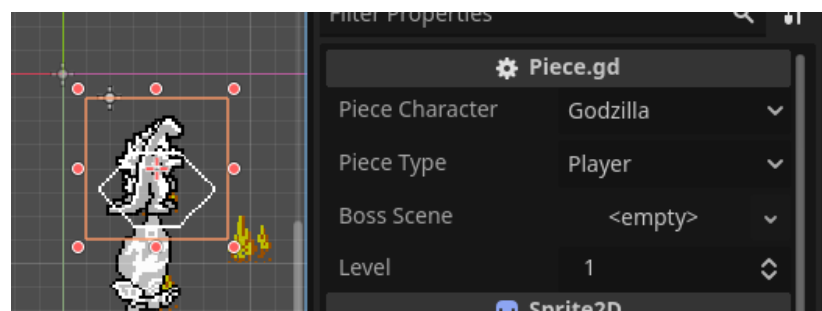 Filter Properties
Piece.gd
Piece Character
Godzilla
Piece Type
Player
Boss Scene
<empty>
Level
1
Sprite2D